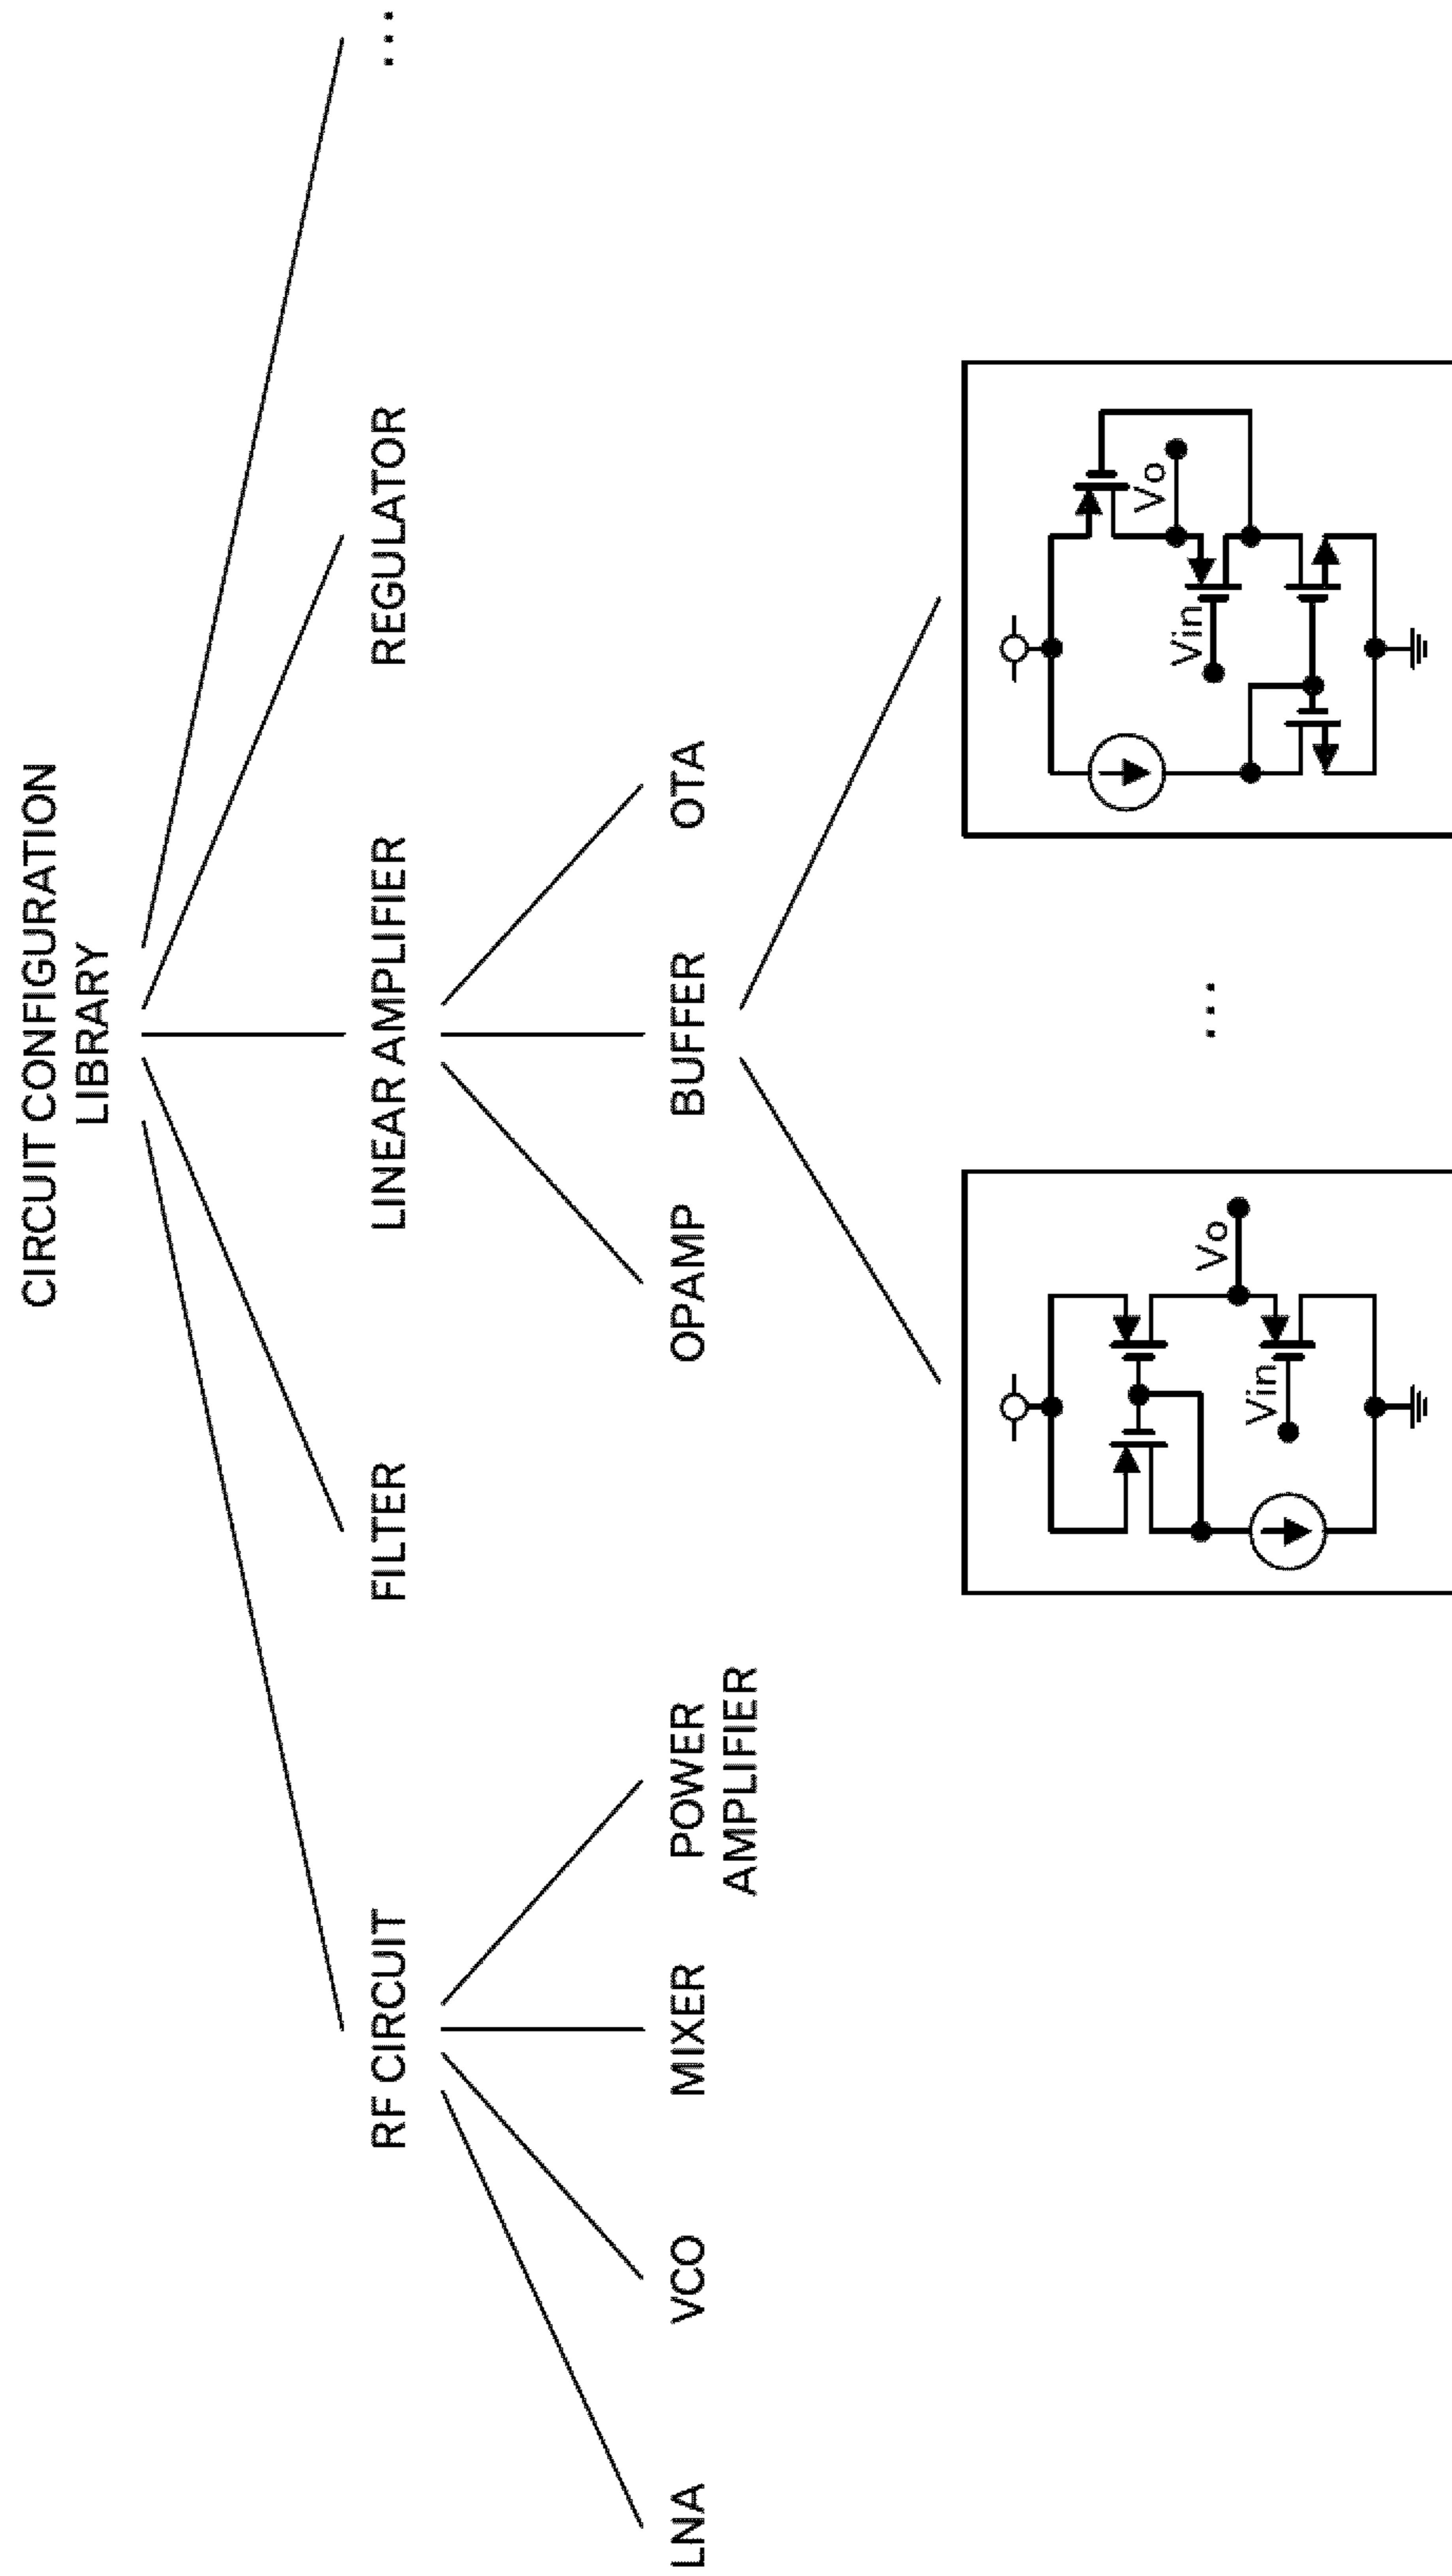 CIRCUIT CONFIGURATION
LIBRARY
RF CIRCUIT
FILTER
LINEAR AMPLIFIER
REGULATOR
...
LNA
VCO
MIXER
POWER
AMPLIFIER
OPAMP
BUFFER
OTA
Vin
Vo
...
Vin
Vo